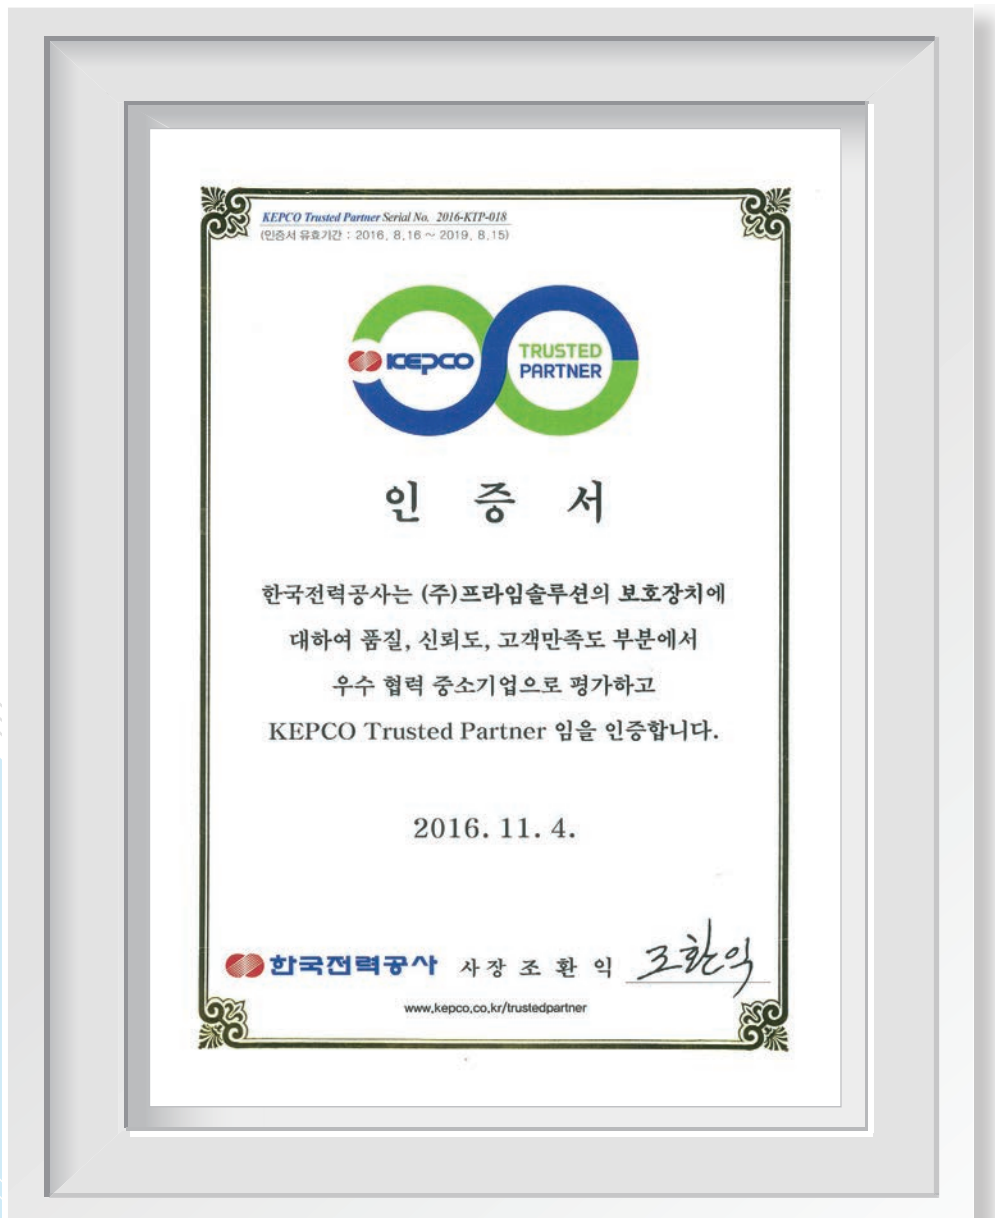 KEPCO Trusted Partner Serial No. 2016-KTP-018
(인증서 유효기간 : 2016. 8.16 ~ 2019. 8.15)
KEPCO
TRUSTED
PARTNER
인 증 서
한국전력공사는 (주)프라임솔루션의 보호장치에
대하여 품질, 신뢰도, 고객만족도 부분에서
우수 협력 중소기업으로 평가하고
KEPCO Trusted Partner 임을 인증합니다.
2016. 11. 4.
한국전력공사 사 장 조 환 익 조환익
www.kepco.co.kr/trustedpartner